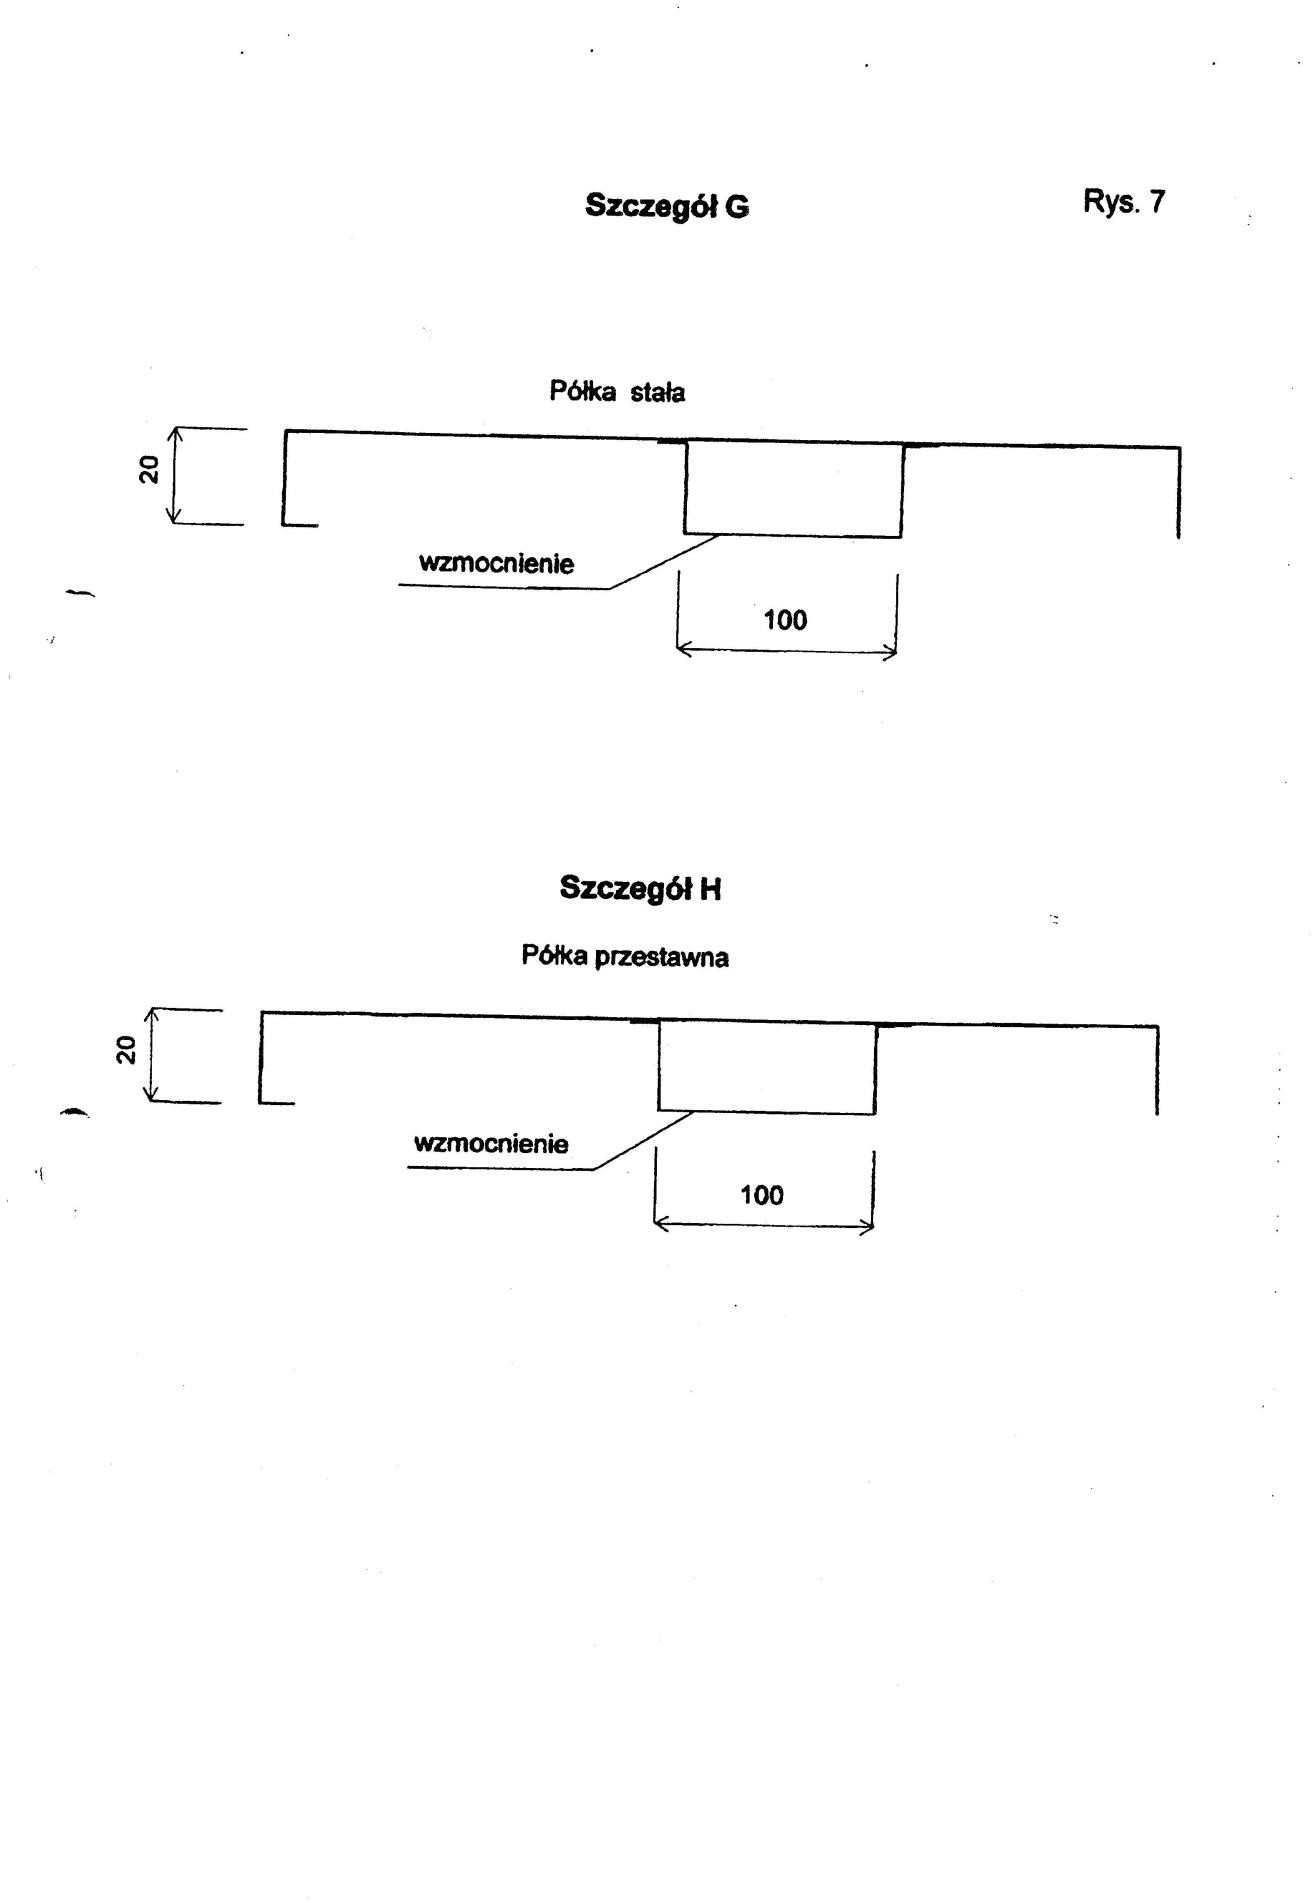 Szczegół G
Rys. 7
Półka stała
20
wzmocnienie
100
Szczegół H
Półka przestawna
20
wzmocnienie
100